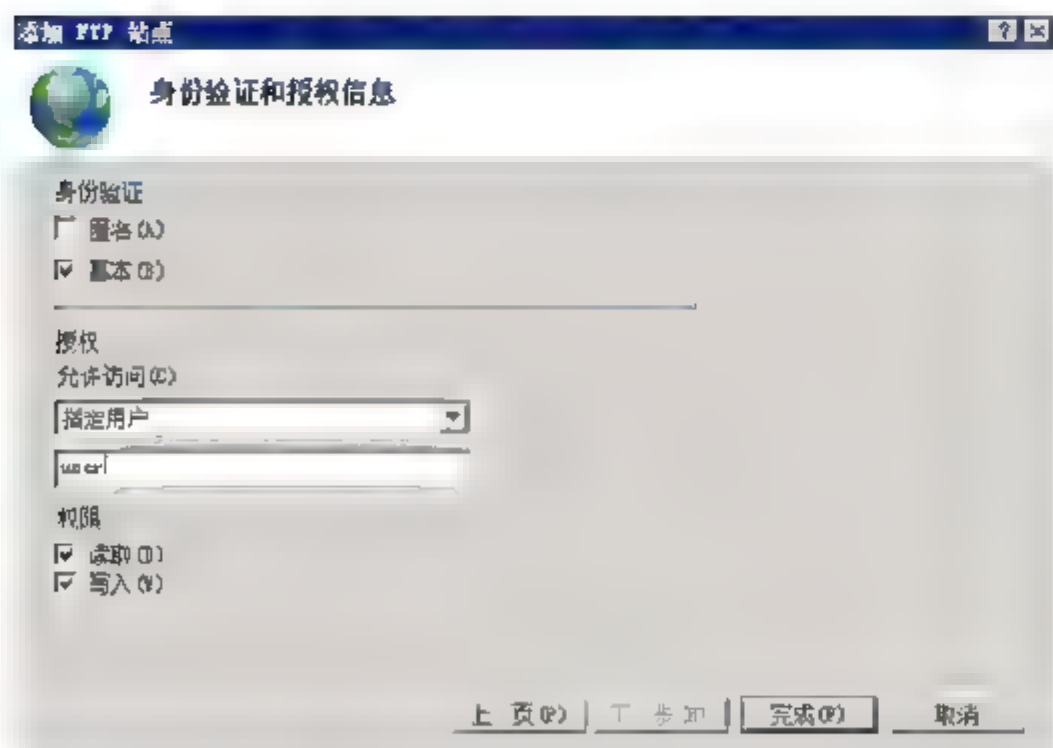 添加 FTP 站点
身份验证和授权信息
身份验证
匿名(A)
基本(B)
授权
允许访问(C)
指定用户
user
权限
读取(D)
写入(W)
上一页(P) 下一步(N) 完成(F) 取消